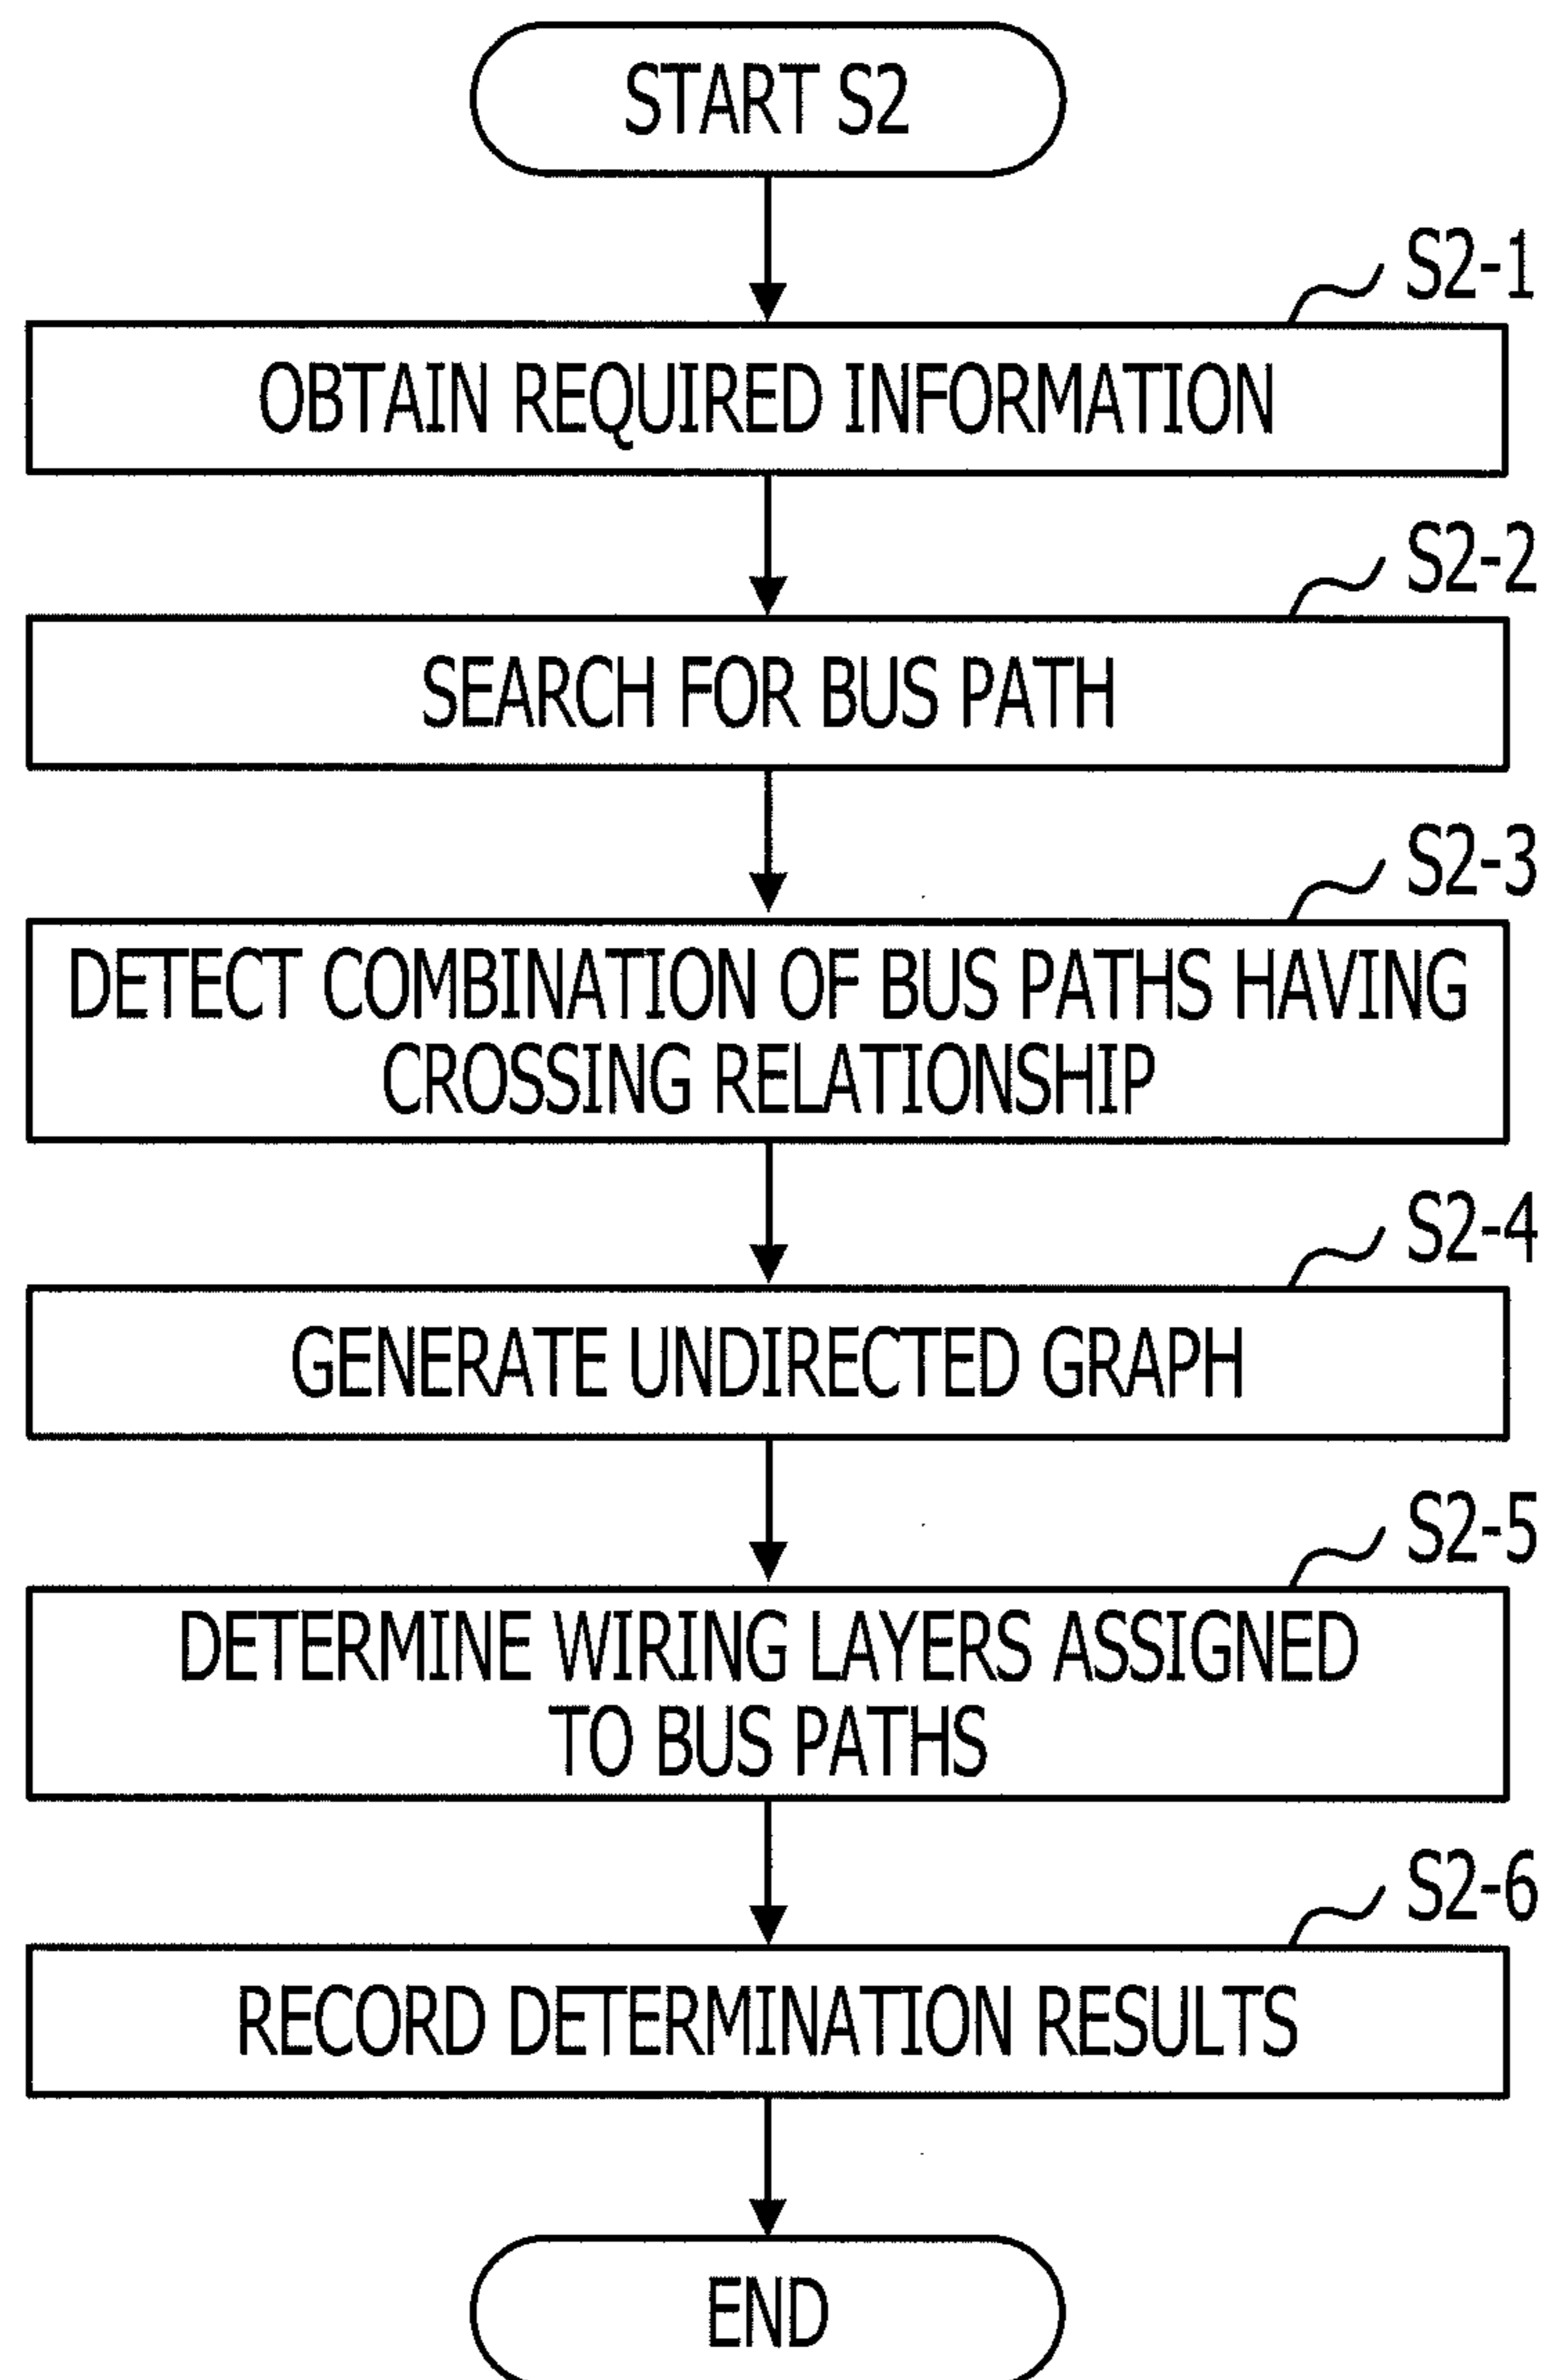 START S2
S2-1
OBTAIN REQUIRED INFORMATION
S2-2
SEARCH FOR BUS PATH
S2-3
DETECT COMBINATION OF BUS PATHS HAVING
CROSSING RELATIONSHIP
S2-4
GENERATE UNDIRECTED GRAPH
S2-5
DETERMINE WIRING LAYERS ASSIGNED
TO BUS PATHS
S2-6
RECORD DETERMINATION RESULTS
END